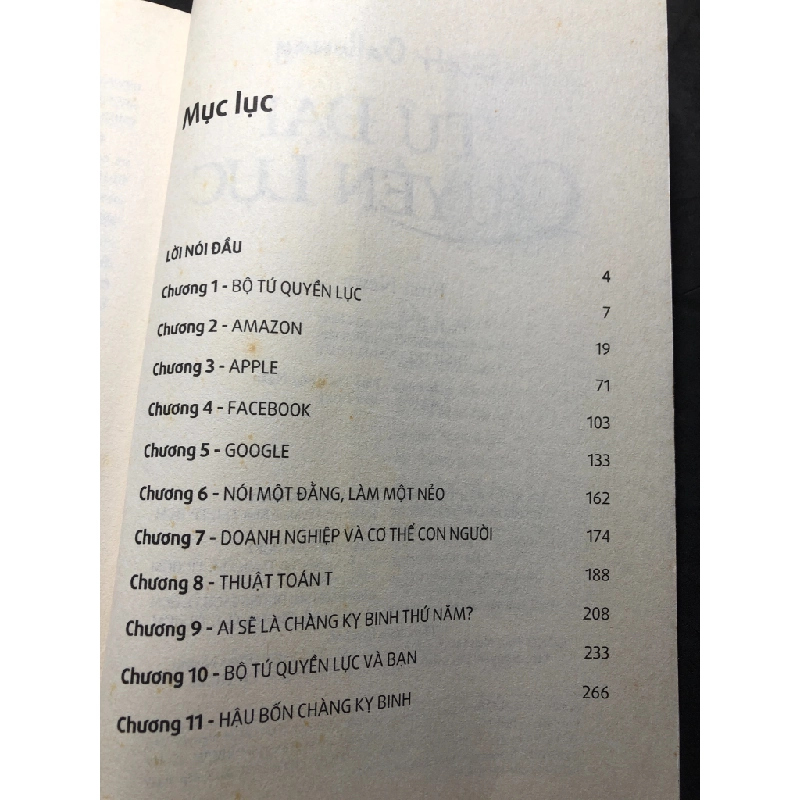 Mục lục
LỜI NÓI ĐẦU 4
Chương 1 - BỘ TỨ QUYỀN LỰC 7
Chương 2 - AMAZON 19
Chương 3 - APPLE 71
Chương 4 - FACEBOOK 103
Chương 5 - GOOGLE 133
Chương 6 - NÓI MỘT ĐẰNG, LÀM MỘT NẺO 162
Chương 7 - DOANH NGHIỆP VÀ CƠ THỂ CON NGƯỜI 174
Chương 8 - THUẬT TOÁN T 188
Chương 9 - AI SẼ LÀ CHÀNG KỴ BINH THỨ NĂM? 208
Chương 10 - BỘ TỨ QUYỀN LỰC VÀ BẠN 233
Chương 11 - HẬU BỐN CHÀNG KỴ BINH 266